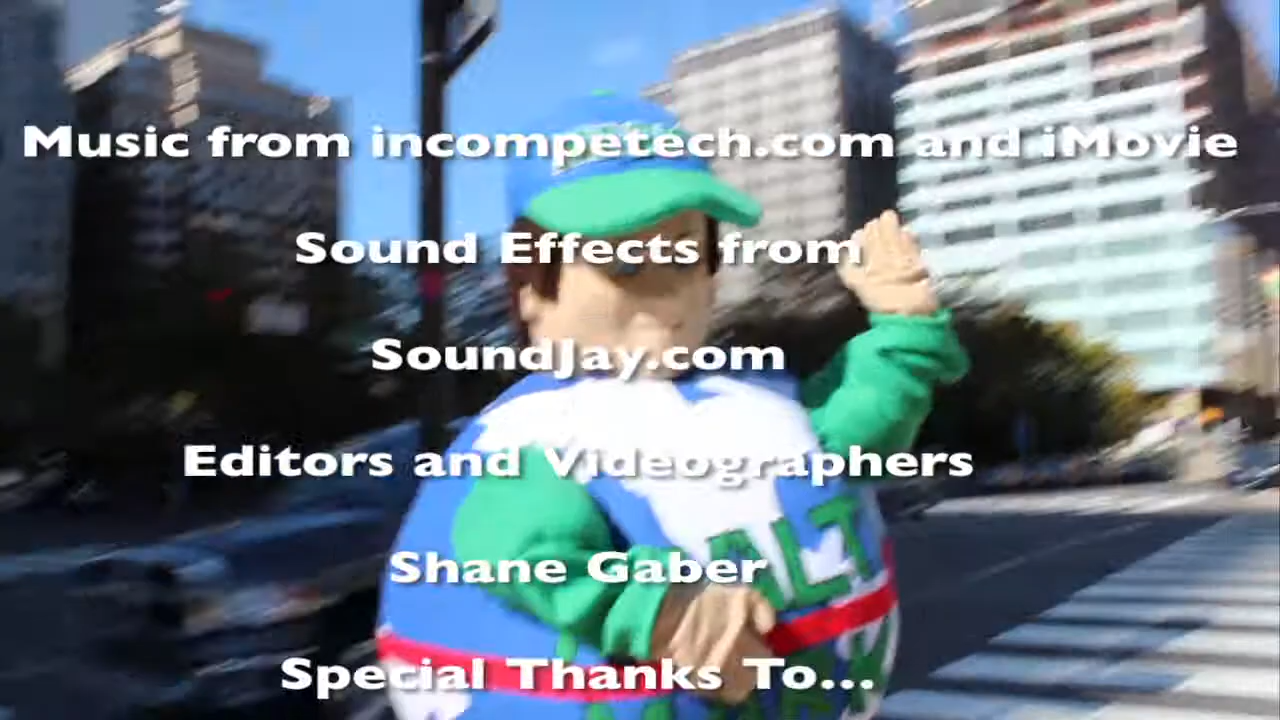 Music from incompetech.com and iMovie
Sound Effects from
SoundJay.com
Editors and Videographers
Shane Gaber
Special Thanks To...